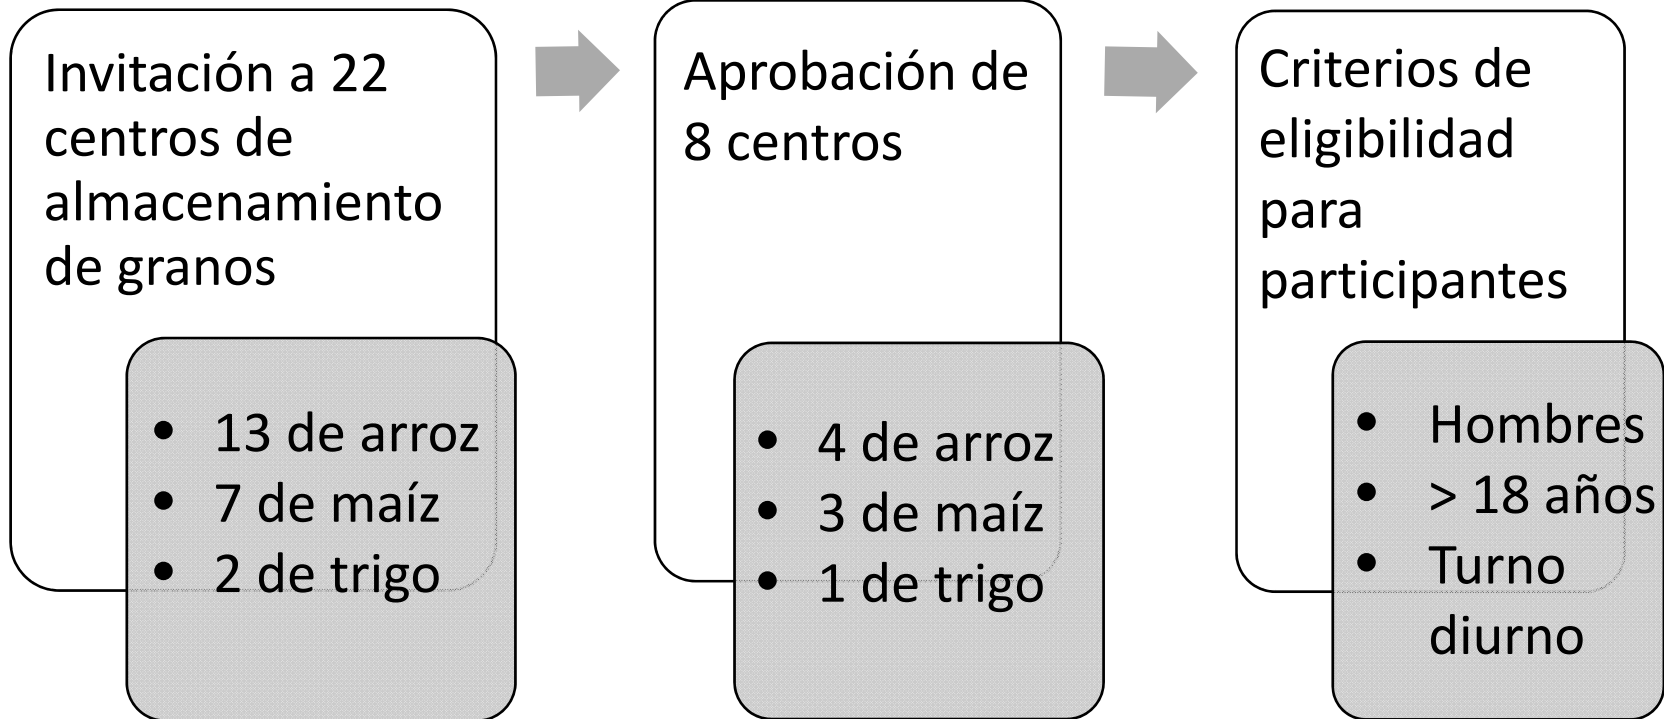 Invitación a 22
centros de
almacenamiento
de granos
• 13 de arroz
• 7 de maíz
• 2 de trigo
Aprobación de
8 centros
• 4 de arroz
• 3 de maíz
• 1 de trigo
Criterios de
eligibilidad
para
participantes
• Hombres
• > 18 años
• Turno
diurno